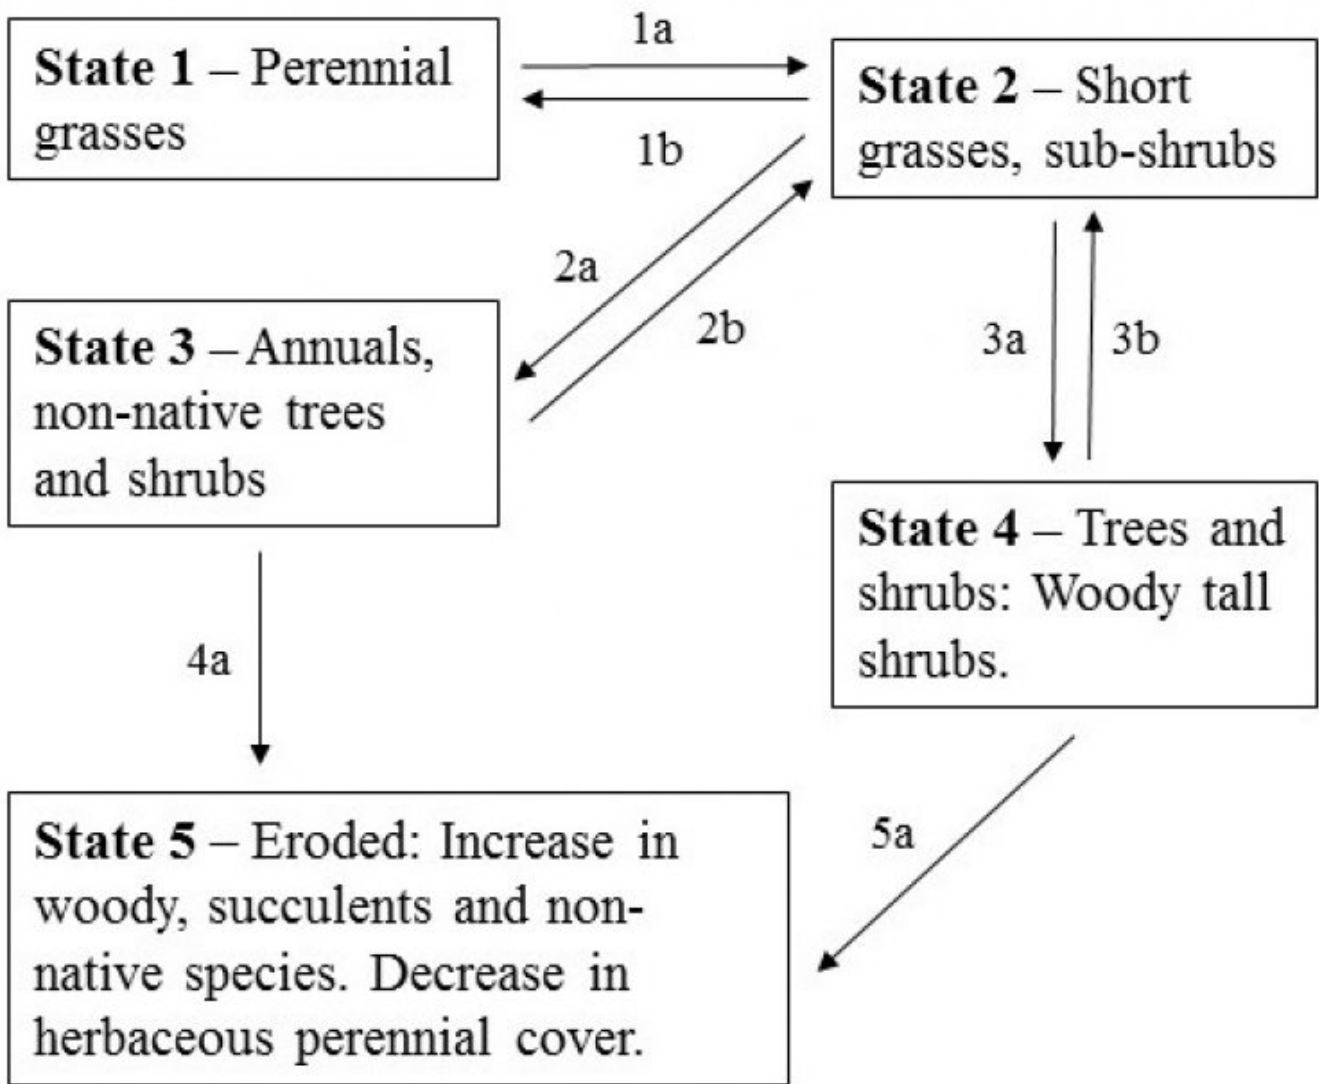 State 1 – Perennial
grasses
1a
1b
State 2 – Short
grasses, sub-shrubs
2a
2b
3a
3b
State 3 – Annuals,
non-native trees
and shrubs
State 4 – Trees and
shrubs: Woody tall
shrubs.
4a
5a
State 5 – Eroded: Increase in
woody, succulents and non-
native species. Decrease in
herbaceous perennial cover.